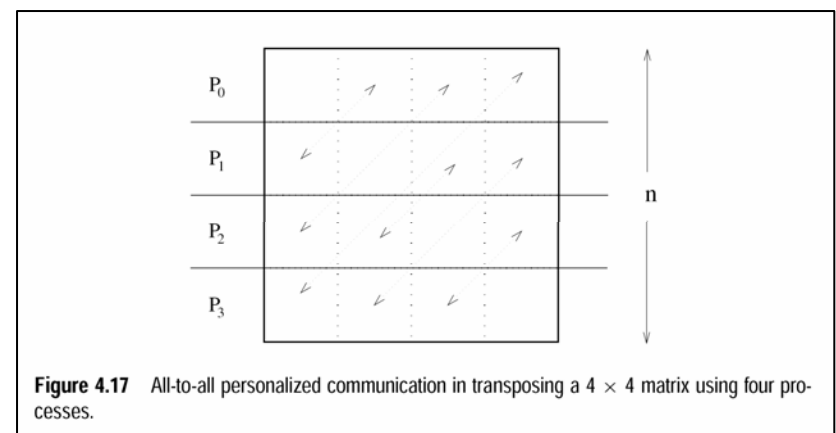 P0
P1
n
P2
P3
Figure 4.17 All-to-all personalized communication in transposing a 4 × 4 matrix using four pro-
cesses.